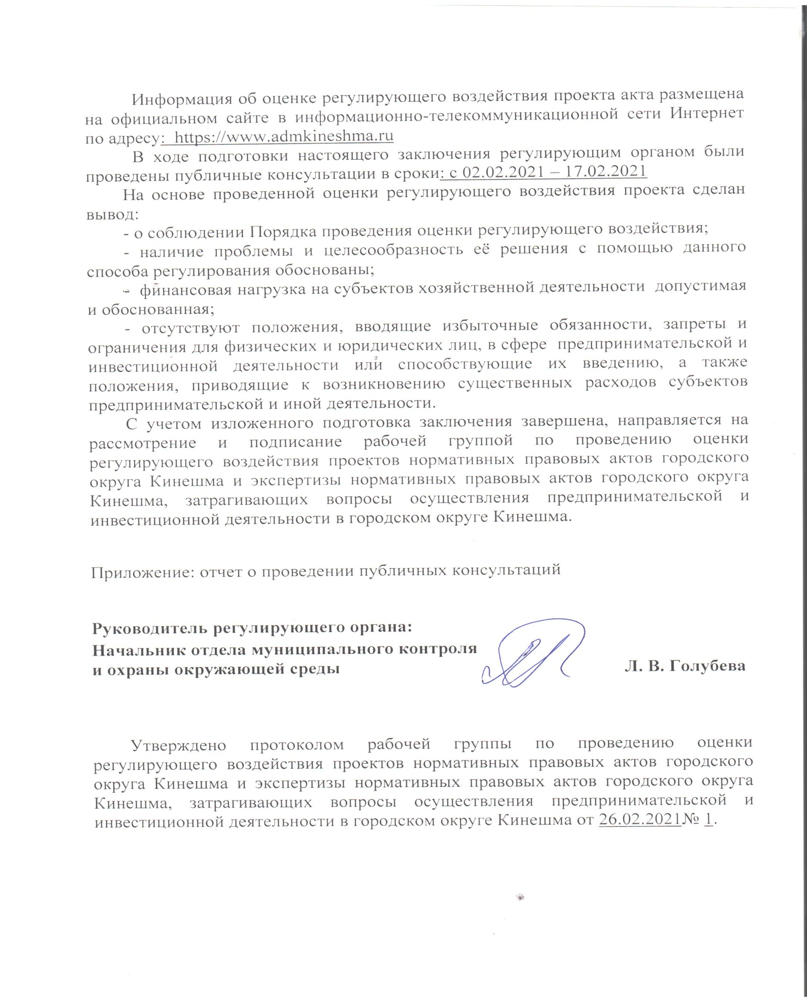 Информация об оценке регулирующего воздействия проекта акта размещена
на официальном сайте в информационно-телекоммуникационной сети Интернет
по адресу:  https://www.admkineshma.ru
В ходе подготовки настоящего заключения регулирующим органом были
проведены публичные консультации в сроки: с 02.02.2021 – 17.02.2021
На основе проведенной оценки регулирующего воздействия проекта сделан
вывод:
- о соблюдении Порядка проведения оценки регулирующего воздействия;
- наличие проблемы и целесообразность её решения с помощью данного
способа регулирования обоснованы;
-  финансовая нагрузка на субъектов хозяйственной деятельности  допустимая
и обоснованная;
- отсутствуют положения, вводящие избыточные обязанности, запреты и
ограничения для физических и юридических лиц, в сфере  предпринимательской и
инвестиционной деятельности или способствующие их введению, а также
положения, приводящие к возникновению существенных расходов субъектов
предпринимательской и иной деятельности.
С учетом изложенного подготовка заключения завершена, направляется на
рассмотрение и подписание рабочей группой по проведению оценки
регулирующего воздействия проектов нормативных правовых актов городского
округа Кинешма и экспертизы нормативных правовых актов городского округа
Кинешма, затрагивающих вопросы осуществления предпринимательской и
инвестиционной деятельности в городском округе Кинешма.
Приложение: отчет о проведении публичных консультаций
Руководитель регулирующего органа:
Начальник отдела муниципального контроля
и охраны окружающей среды Л. В. Голубева
Утверждено протоколом рабочей группы по проведению оценки
регулирующего воздействия проектов нормативных правовых актов городского
округа Кинешма и экспертизы нормативных правовых актов городского округа
Кинешма, затрагивающих вопросы осуществления предпринимательской и
инвестиционной деятельности в городском округе Кинешма от 26.02.2021№ 1.